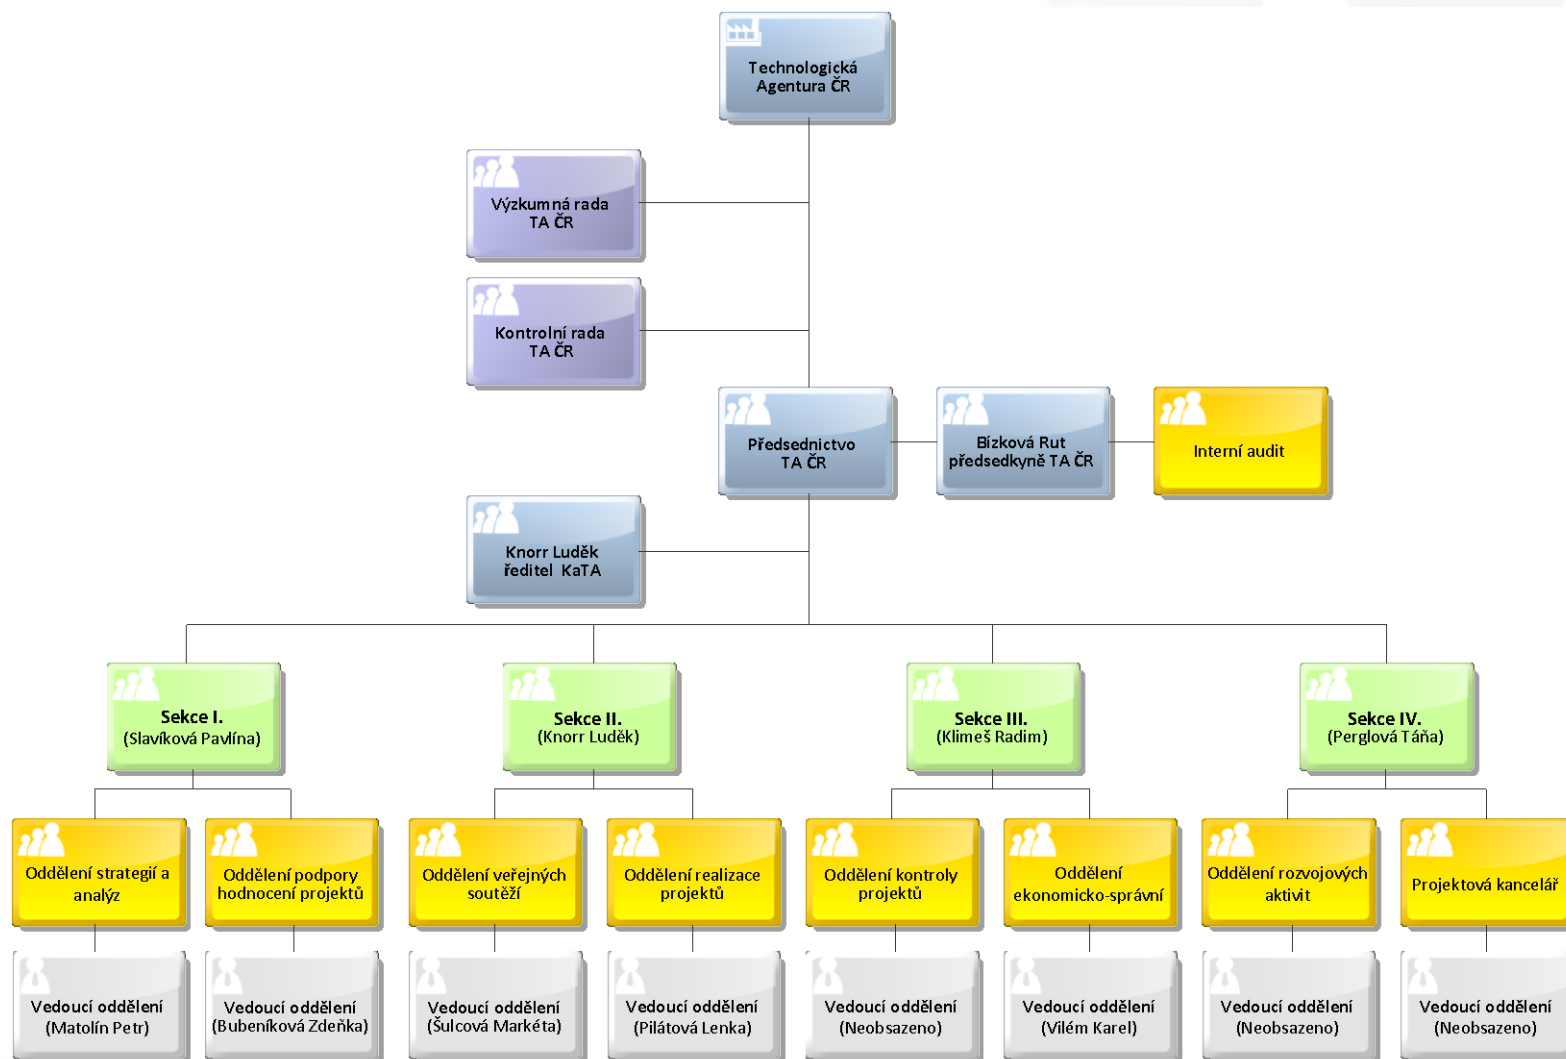 Technologická
Agentura ČR
Výzkumná rada
TA ČR
Kontrolní rada
TA ČR
Předsednictvo
TA ČR
Bízková Rut
předsedkyně TA ČR
Interní audit
Knorr Luděk
ředitel KaTA
Sekce I.
(Slavíková Pavlína)
Sekce II.
(Knorr Luděk)
Sekce III.
(Klimeš Radim)
Sekce IV.
(Perglová Táňa)
Oddělení strategií a
analýz
Oddělení podpory
hodnocení projektů
Oddělení veřejných
soutěží
Oddělení realizace
projektů
Oddělení kontroly
projektů
Oddělení
ekonomicko-správní
Oddělení rozvojových
aktivit
Projektová kancelář
Vedoucí oddělení
(Matolín Petr)
Vedoucí oddělení
(Bubeníková Zdeňka)
Vedoucí oddělení
(Šulcová Markéta)
Vedoucí oddělení
(Pilátová Lenka)
Vedoucí oddělení
(Neobsazeno)
Vedoucí oddělení
(Vilém Karel)
Vedoucí oddělení
(Neobsazeno)
Vedoucí oddělení
(Neobsazeno)